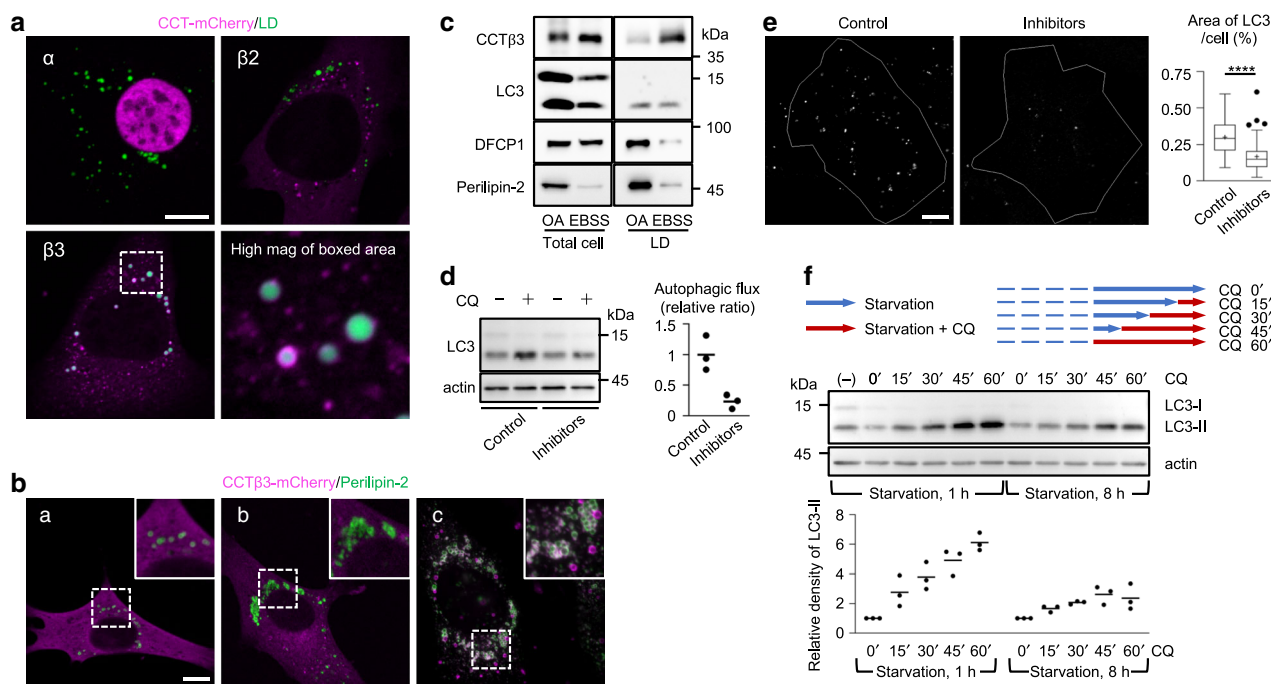 a
CCT-mCherry/LD
α
β2
β3
High mag of boxed area
b
CCTβ3-mCherry/Perilipin-2
a
b
c
c
CCTβ3
LC3
DFCP1
Perilipin-2
kDa
35
15
100
45
OA EBSS OA EBSS
Total cell LD
d
CQ − + − +
kDa
LC3
15
actin
45
Control Inhibitors
Autophagic flux
(relative ratio)
1.5
1
0.5
0
Control
Inhibitors
e
Control
Inhibitors
Area of LC3
/cell (%)
****
0.75
0.50
0.25
0
Control
Inhibitors
f
Starvation
Starvation + CQ
CQ 0′
CQ 15′
CQ 30′
CQ 45′
CQ 60′
kDa (−) 0′ 15′ 30′ 45′ 60′ 0′ 15′ 30′ 45′ 60′ CQ
15
LC3-I
LC3-II
45
actin
Starvation, 1 h Starvation, 8 h
Relative density of LC3-II
8
6
4
2
0
0′ 15′ 30′ 45′ 60′ 0′ 15′ 30′ 45′ 60′ CQ
Starvation, 1 h Starvation, 8 h